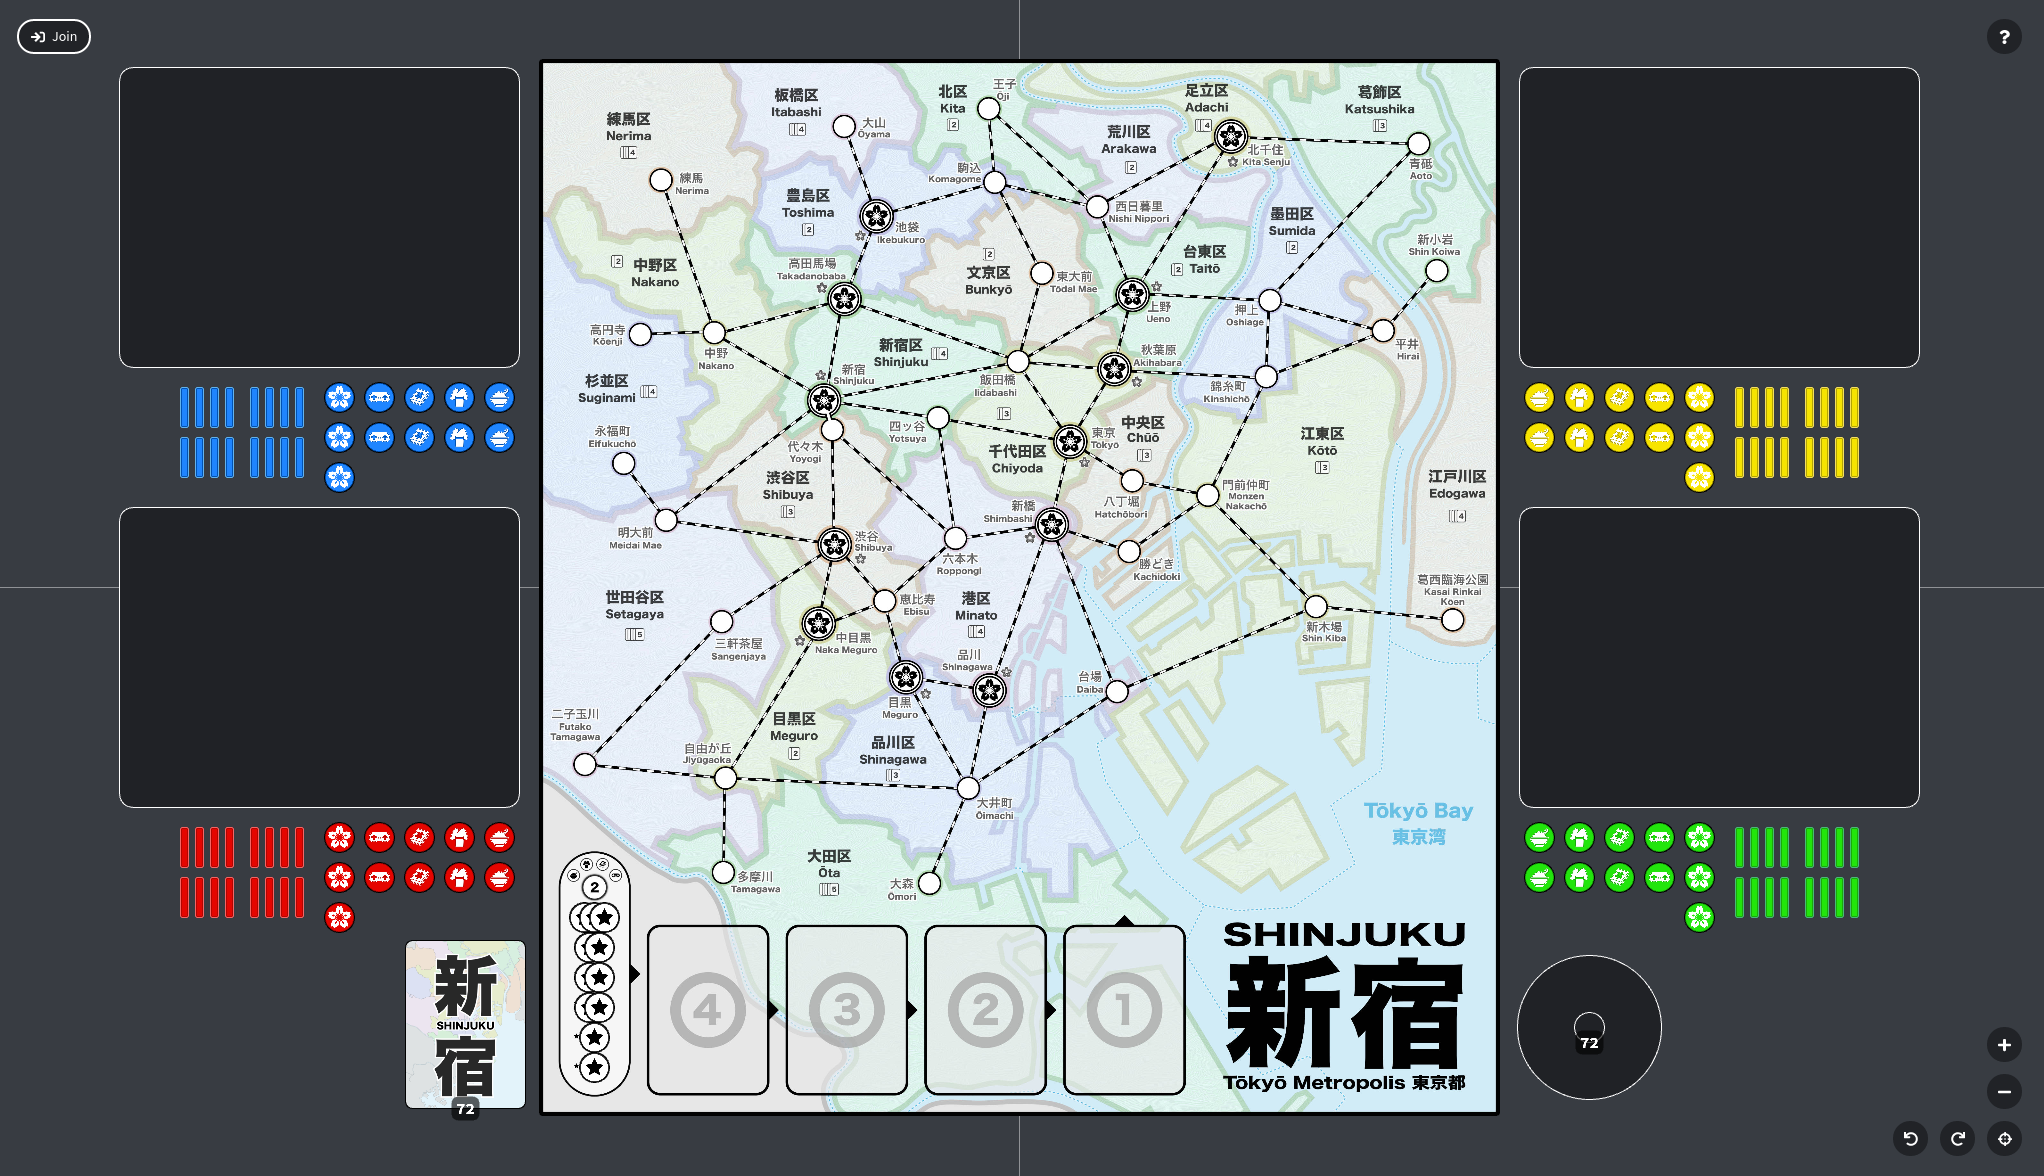 Join
?
練馬区
Nerima
4
練馬
Nerima
板橋区
Itabashi
4
大山
Ōyama
北区
Kita
2
王子
Ōji
荒川区
Arakawa
2
足立区
Adachi
4
北千住
Kita Senju
葛飾区
Katsushika
3
青砥
Aoto
駒込
Komagome
西日暮里
Nishi Nippori
豊島区
Toshima
2
池袋
Ikebukuro
墨田区
Sumida
2
新小岩
Shin Koiwa
台東区
Taitō
2
2
文京区
Bunkyō
東大前
Tōdai Mae
2
中野区
Nakano
高田馬場
Takadanobaba
上野
Ueno
押上
Oshiage
平井
Hirai
高円寺
Kōenji
中野
Nakano
新宿区
Shinjuku
4
秋葉原
Akihabara
杉並区
Suginami
4
新宿
Shinjuku
飯田橋
Iidabashi
錦糸町
Kinshichō
3
千代田区
Chiyoda
永福町
Eifukucho
代々木
Yoyogi
四ッ谷
Yotsuya
東京
Tokyo
中央区
Chūō
3
江東区
Kōtō
3
渋谷区
Shibuya
3
江戸川区
Edogawa
4
新橋
Shimbashi
八丁堀
Hatchōbori
門前仲町
Monzen
Nakachō
明大前
Meidai Mae
渋谷
Shibuya
六本木
Roppongi
勝どき
Kachidoki
葛西臨海公園
Kasai Rinkai
Kōen
世田谷区
Setagaya
5
恵比寿
Ebisu
港区
Minato
4
新木場
Shin Kiba
三軒茶屋
Sangenjaya
中目黒
Naka Meguro
品川
Shinagawa
台場
Daiba
目黒
Meguro
二子玉川
Futako
Tamagawa
自由が丘
Jiyūgaoka
目黒区
Meguro
2
品川区
Shinagawa
3
大井町
Ōimachi
Tōkyō Bay
東京湾
多摩川
Tamagawa
大田区
Ōta
5
大森
Ōmori
2
4
3
2
1
SHINJUKU
新宿
Tōkyō Metropolis 東京都
新
SHINJUKU
宿
72
72
+
−